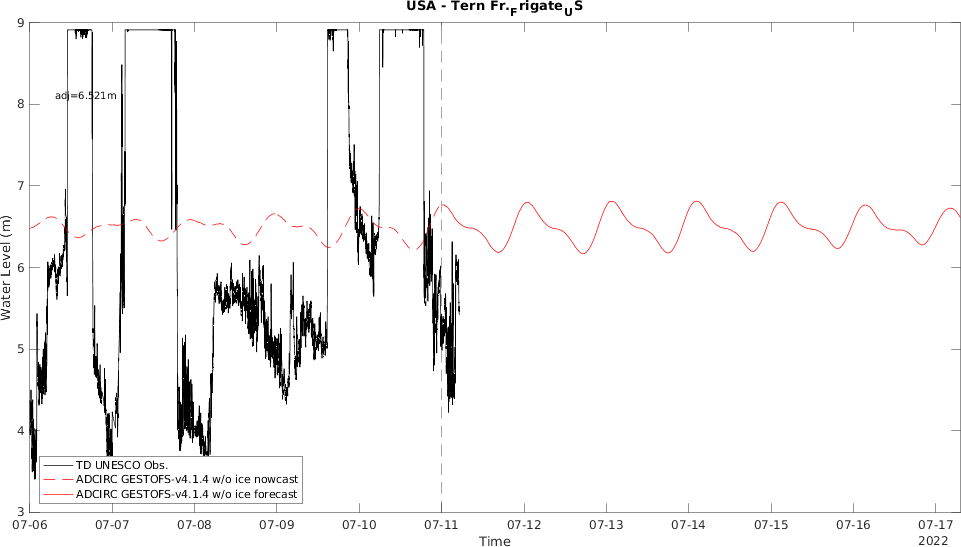 USA - Tern Fr.FrigateUS
9
8
7
6
5
4
3
Water Level (m)
adj=6.521m
TD UNESCO Obs.
ADCIRC GESTOFS-v4.1.4 w/o ice nowcast
ADCIRC GESTOFS-v4.1.4 w/o ice forecast
07-06 07-07 07-08 07-09 07-10 07-11 07-12 07-13 07-14 07-15 07-16 07-17
Time
2022